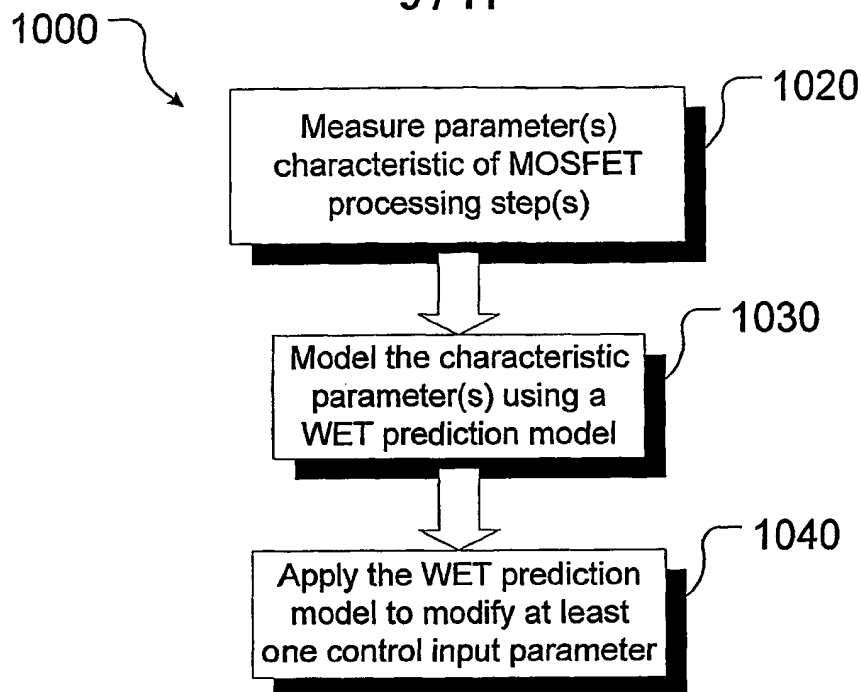 1000
1020
Measure parameter(s)
characteristic of MOSFET
processing step(s)
1030
Model the characteristic
parameter(s) using a
WET prediction model
1040
Apply the WET prediction
model to modify at least
one control input parameter